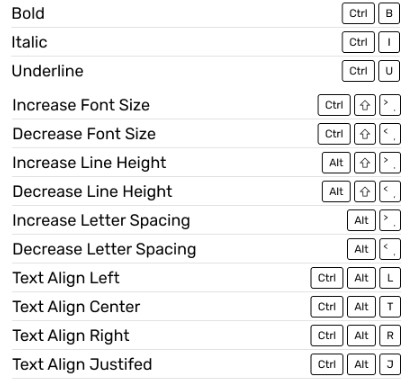 Bold Ctrl B
Italic Ctrl I
Underline Ctrl U
Increase Font Size Ctrl ⇧ > .
Decrease Font Size Ctrl ⇧ < ,
Increase Line Height Alt ⇧ > .
Decrease Line Height Alt ⇧ < ,
Increase Letter Spacing Alt > .
Decrease Letter Spacing Alt < ,
Text Align Left Ctrl Alt L
Text Align Center Ctrl Alt T
Text Align Right Ctrl Alt R
Text Align Justifed Ctrl Alt J